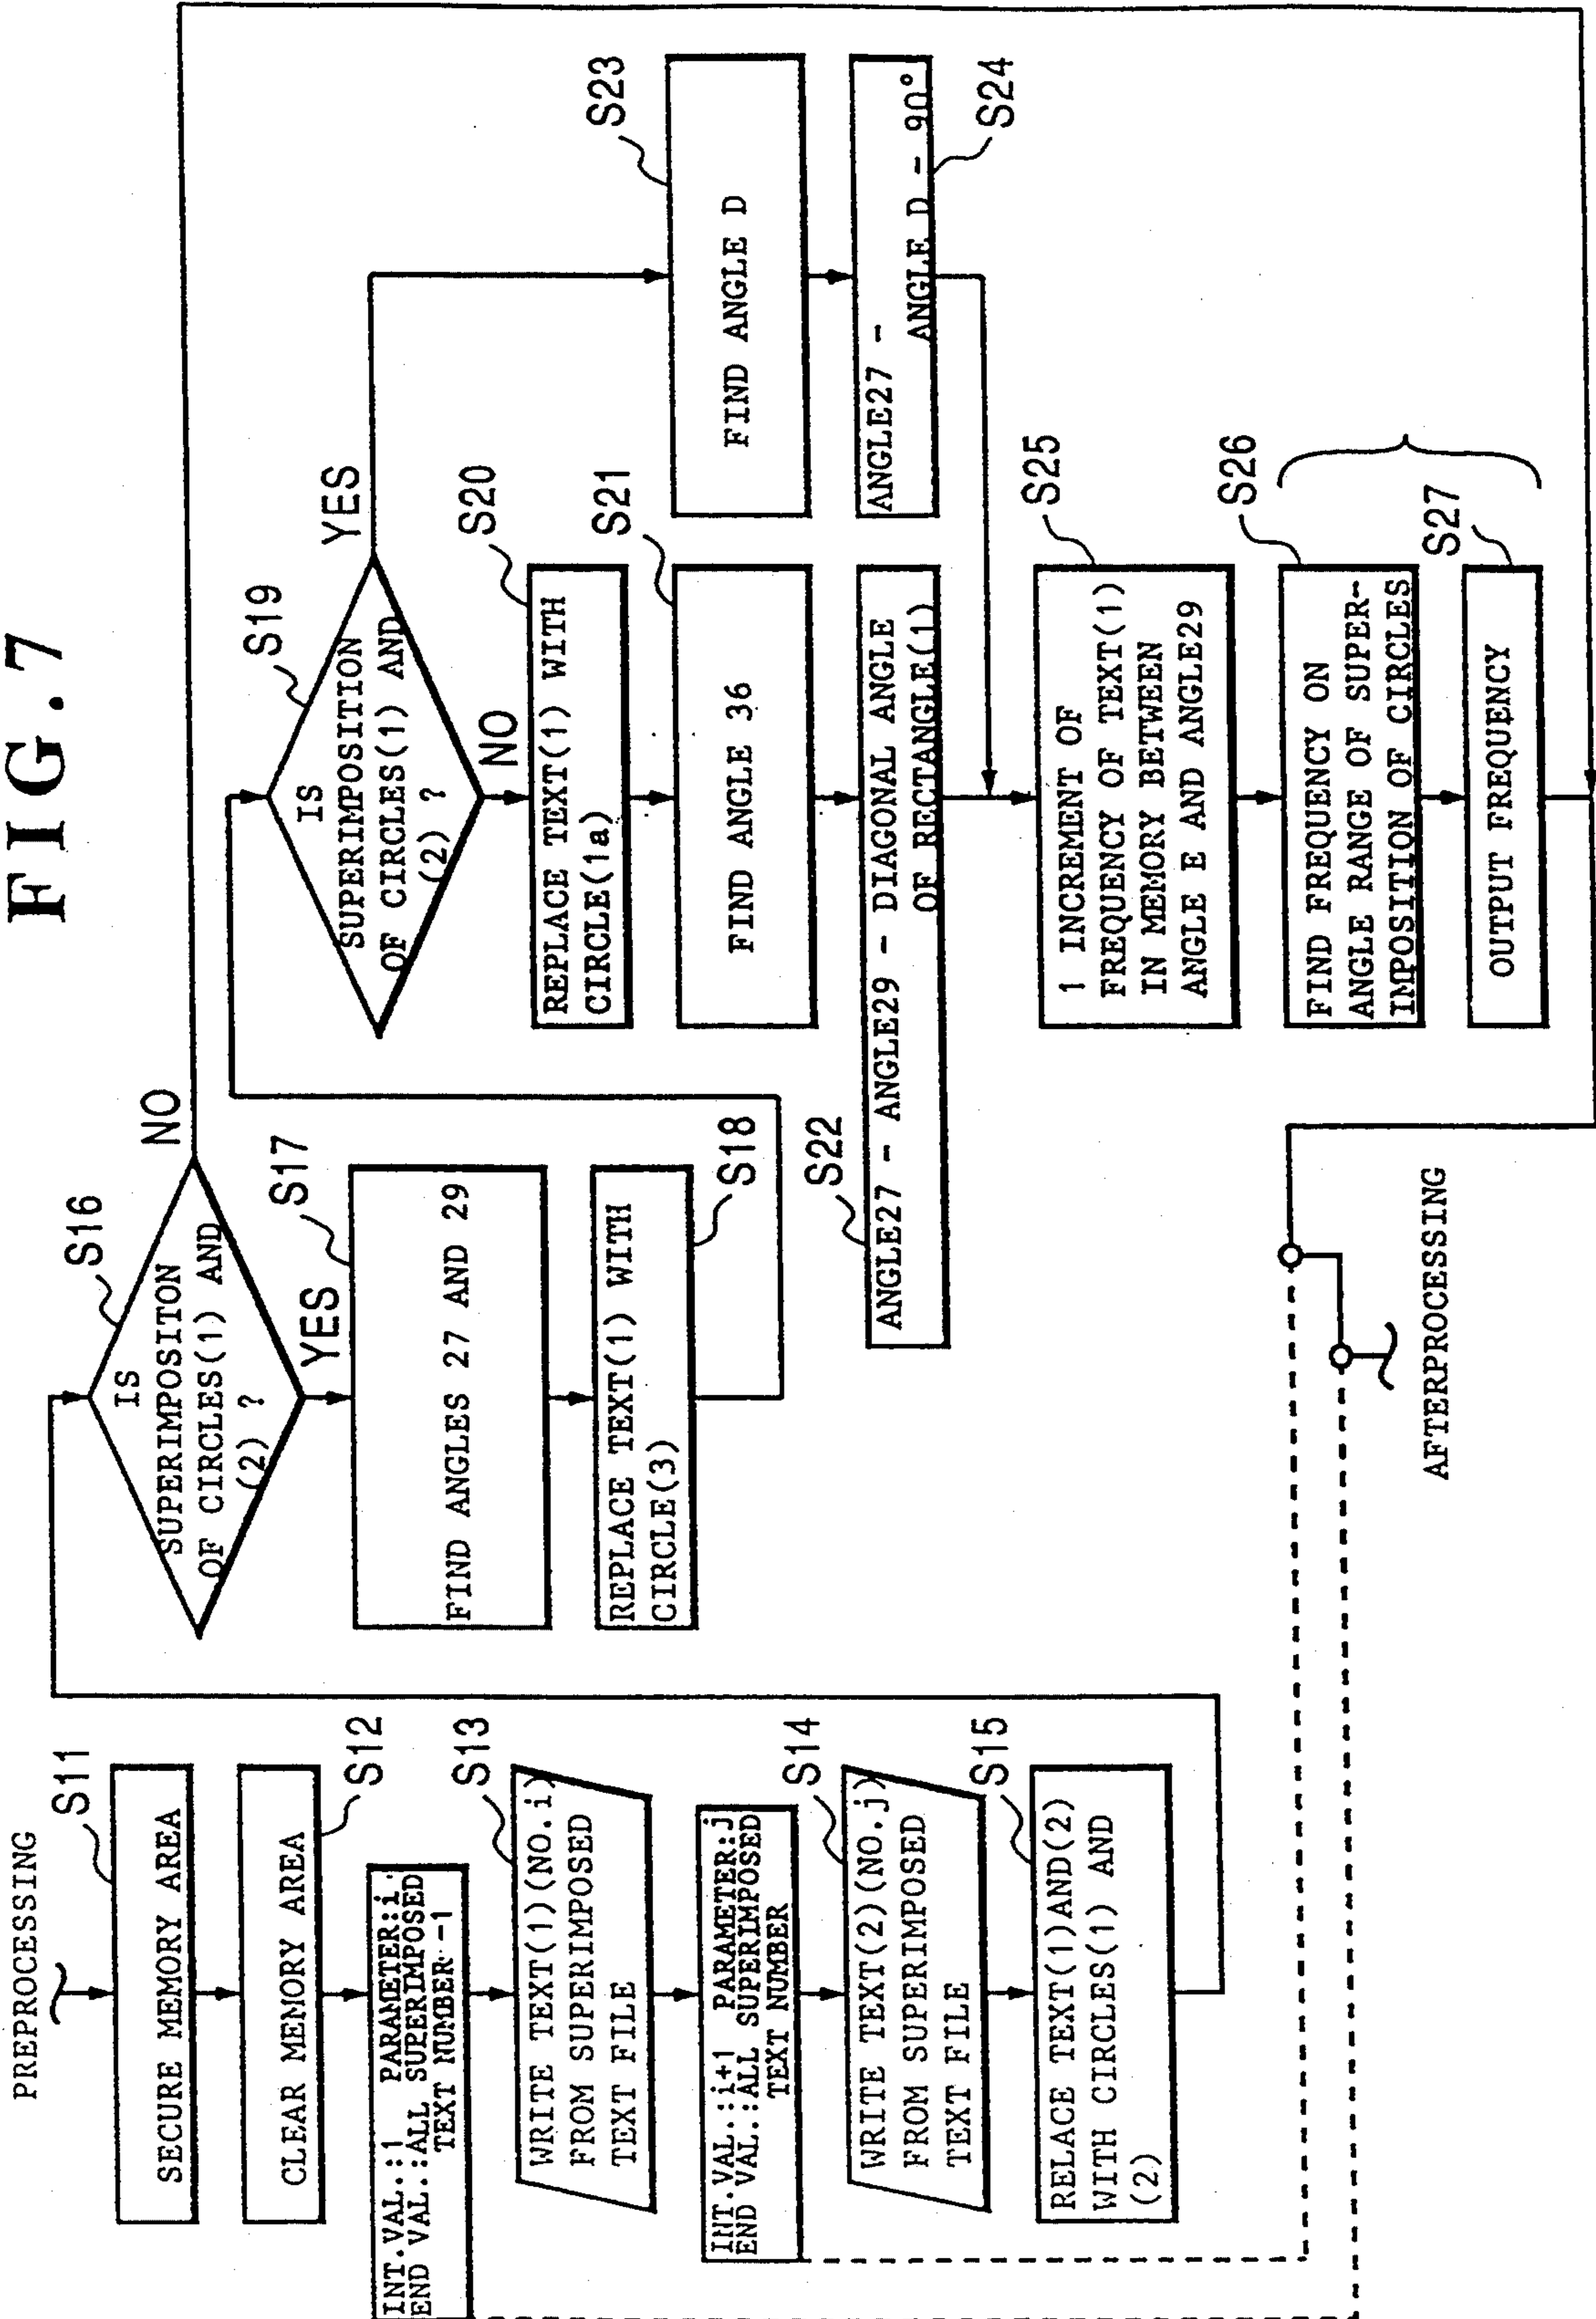 FIG.7
PREPROCESSING
S11
SECURE MEMORY AREA
CLEAR MEMORY AREA
S12
INT.VAL.:1 PARAMETER:i
END VAL.:ALL SUPERIMPOSED
TEXT NUMBER -1
S13
WRITE TEXT(1)(NO.i)
FROM SUPERIMPOSED
TEXT FILE
INT.VAL.:i+1 PARAMETER:j
END VAL.:ALL SUPERIMPOSED
TEXT NUMBER
S14
WRITE TEXT(2)(NO.j)
FROM SUPERIMPOSED
TEXT FILE
S15
RELACE TEXT(1)AND(2)
WITH CIRCLES(1) AND
(2)
S16
IS
SUPERIMPOSITON
OF CIRCLES(1) AND
(2) ?
NO
YES
S17
FIND ANGLES 27 AND 29
REPLACE TEXT(1) WITH
CIRCLE(3)
S18
S19
IS
SUPERIMPOSITION
OF CIRCLES(1) AND
(2) ?
YES
NO
S20
REPLACE TEXT(1) WITH
CIRCLE(1a)
S21
FIND ANGLE 36
S22
ANGLE27 - ANGLE29 - DIAGONAL ANGLE
OF RECTANGLE(1)
S23
FIND ANGLE D
ANGLE27 -
ANGLE D - 90°
S24
S25
1 INCREMENT OF
FREQUENCY OF TEXT(1)
IN MEMORY BETWEEN
ANGLE E AND ANGLE29
S26
FIND FREQUENCY ON
ANGLE RANGE OF SUPER-
IMPOSITION OF CIRCLES
S27
OUTPUT FREQUENCY
AFTERPROCESSING